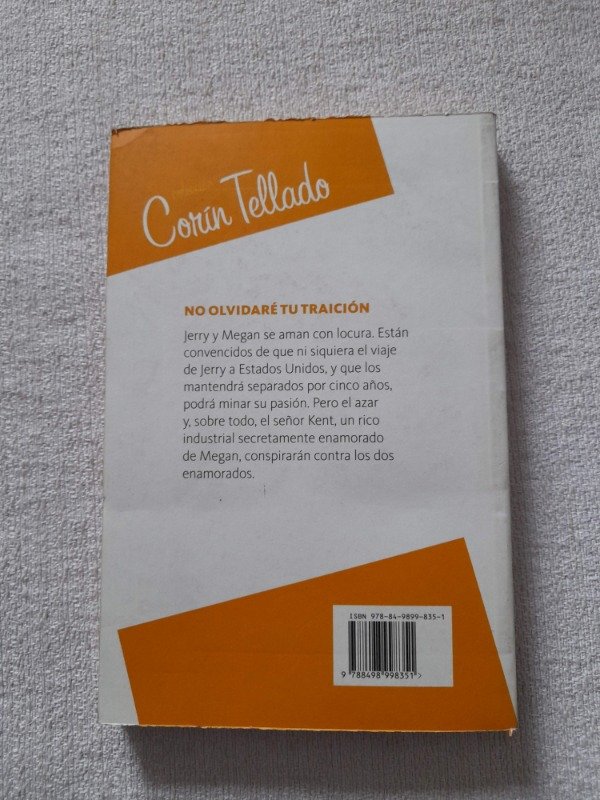 Corín Tellado
NO OLVIDARÉ TU TRAICIÓN
Jerry y Megan se aman con locura. Están
convencidos de que ni siquiera el viaje
de Jerry a Estados Unidos, y que los
mantendrá separados por cinco años,
podrá minar su pasión. Pero el azar
y, sobre todo, el señor Kent, un rico
industrial secretamente enamorado
de Megan, conspirarán contra los dos
enamorados.
ISBN 978-84-9899-835-1
9 788498 998351 >